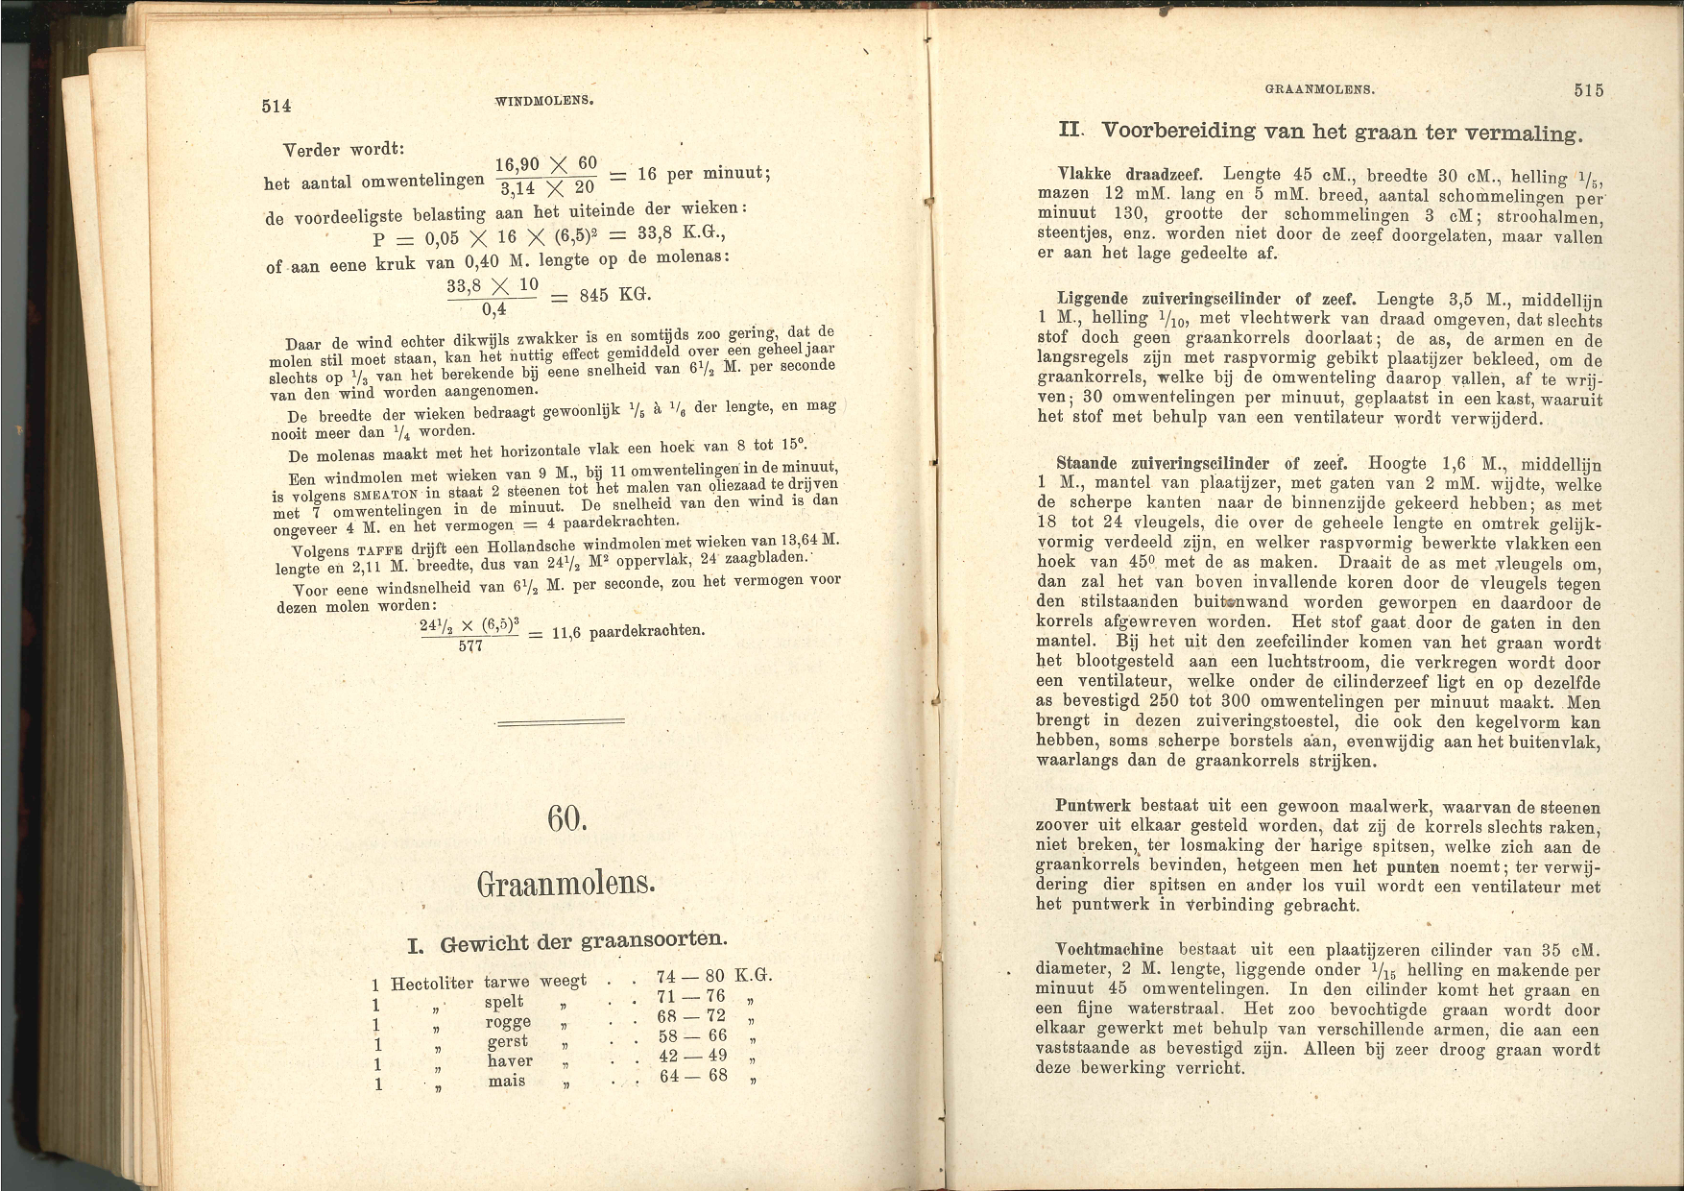 514 WINDMOLENS.
Verder wordt:
het aantal omwentelingen 16,90 × 60 / 3,14 × 20 = 16 per minuut;
de voordeeligste belasting aan het uiteinde der wieken:
P = 0,05 × 16 × (6,5)² = 33,8 K.G.,
of aan eene kruk van 0,40 M. lengte op de molenas:
33,8 × 10 / 0,4 = 845 KG.
Daar de wind echter dikwijls zwakker is en somtijds zoo gering, dat de
molen stil moet staan, kan het nuttig effect gemiddeld over een geheel jaar
slechts op 1/3 van het berekende bij eene snelheid van 6 1/2 M. per seconde
van den wind worden aangenomen.
De breedte der wieken bedraagt gewoonlijk 1/5 à 1/6 der lengte, en mag
nooit meer dan 1/4 worden.
De molenas maakt met het horizontale vlak een hoek van 8 tot 15°.
Een windmolen met wieken van 9 M., bij 11 omwentelingen in de minuut,
is volgens SMEATON in staat 2 steenen tot het malen van oliezaad te drijven
met 7 omwentelingen in de minuut. De snelheid van den wind is dan
ongeveer 4 M. en het vermogen = 4 paardekrachten.
Volgens TAFFE drijft een Hollandsche windmolen met wieken van 13,64 M.
lengte en 2,11 M. breedte, dus van 24 1/2 M² oppervlak, 24 zaagbladen.
Voor eene windsnelheid van 6 1/2 M. per seconde, zou het vermogen voor
dezen molen worden:
24 1/2 × (6,5)³ / 577 = 11,6 paardekrachten.
60.
Graanmolens.
I. Gewicht der graansoorten.
1 Hectoliter tarwe weegt . . 74 — 80 K.G.
1 „ spelt „ . . 71 — 76 „
1 „ rogge „ . . 68 — 72 „
1 „ gerst „ . . 58 — 66 „
1 „ haver „ . . 42 — 49 „
1 „ mais „ . . 64 — 68 „
GRAANMOLENS. 515
II. Voorbereiding van het graan ter vermaling.
Vlakke draadzeef. Lengte 45 cM., breedte 30 cM., helling 1/5,
mazen 12 mM. lang en 5 mM. breed, aantal schommelingen per
minuut 130, grootte der schommelingen 3 cM; stroohalmen,
steentjes, enz. worden niet door de zeef doorgelaten, maar vallen
er aan het lage gedeelte af.
Liggende zuiveringscilinder of zeef. Lengte 3,5 M., middellijn
1 M., helling 1/10, met vlechtwerk van draad omgeven, dat slechts
stof doch geen graankorrels doorlaat; de as, de armen en de
langsregels zijn met raspvormig gebikt plaatijzer bekleed, om de
graankorrels, welke bij de omwenteling daarop vallen, af te wrij-
ven; 30 omwentelingen per minuut, geplaatst in een kast, waaruit
het stof met behulp van een ventilateur wordt verwijderd.
Staande zuiveringscilinder of zeef. Hoogte 1,6 M., middellijn
1 M., mantel van plaatijzer, met gaten van 2 mM. wijdte, welke
de scherpe kanten naar de binnenzijde gekeerd hebben; as met
18 tot 24 vleugels, die over de geheele lengte en omtrek gelijk-
vormig verdeeld zijn, en welker raspvormig bewerkte vlakken een
hoek van 45° met de as maken. Draait de as met vleugels om,
dan zal het van boven invallende koren door de vleugels tegen
den stilstaanden buitenwand worden geworpen en daardoor de
korrels afgewreven worden. Het stof gaat door de gaten in den
mantel. Bij het uit den zeefcilinder komen van het graan wordt
het blootgesteld aan een luchtstroom, die verkregen wordt door
een ventilateur, welke onder de cilinderzeef ligt en op dezelfde
as bevestigd 250 tot 300 omwentelingen per minuut maakt. Men
brengt in dezen zuiveringstoestel, die ook den kegelvorm kan
hebben, soms scherpe borstels aan, evenwijdig aan het buitenvlak,
waarlangs dan de graankorrels strijken.
Puntwerk bestaat uit een gewoon maalwerk, waarvan de steenen
zoover uit elkaar gesteld worden, dat zij de korrels slechts raken,
niet breken, ter losmaking der harige spitsen, welke zich aan de
graankorrels bevinden, hetgeen men het punten noemt; ter verwij-
dering dier spitsen en ander los vuil wordt een ventilateur met
het puntwerk in verbinding gebracht.
Vochtmachine bestaat uit een plaatijzeren cilinder van 35 cM.
diameter, 2 M. lengte, liggende onder 1/15 helling en makende per
minuut 45 omwentelingen. In den cilinder komt het graan en
een fijne waterstraal. Het zoo bevochtigde graan wordt door
elkaar gewerkt met behulp van verschillende armen, die aan een
vaststaande as bevestigd zijn. Alleen bij zeer droog graan wordt
deze bewerking verricht.